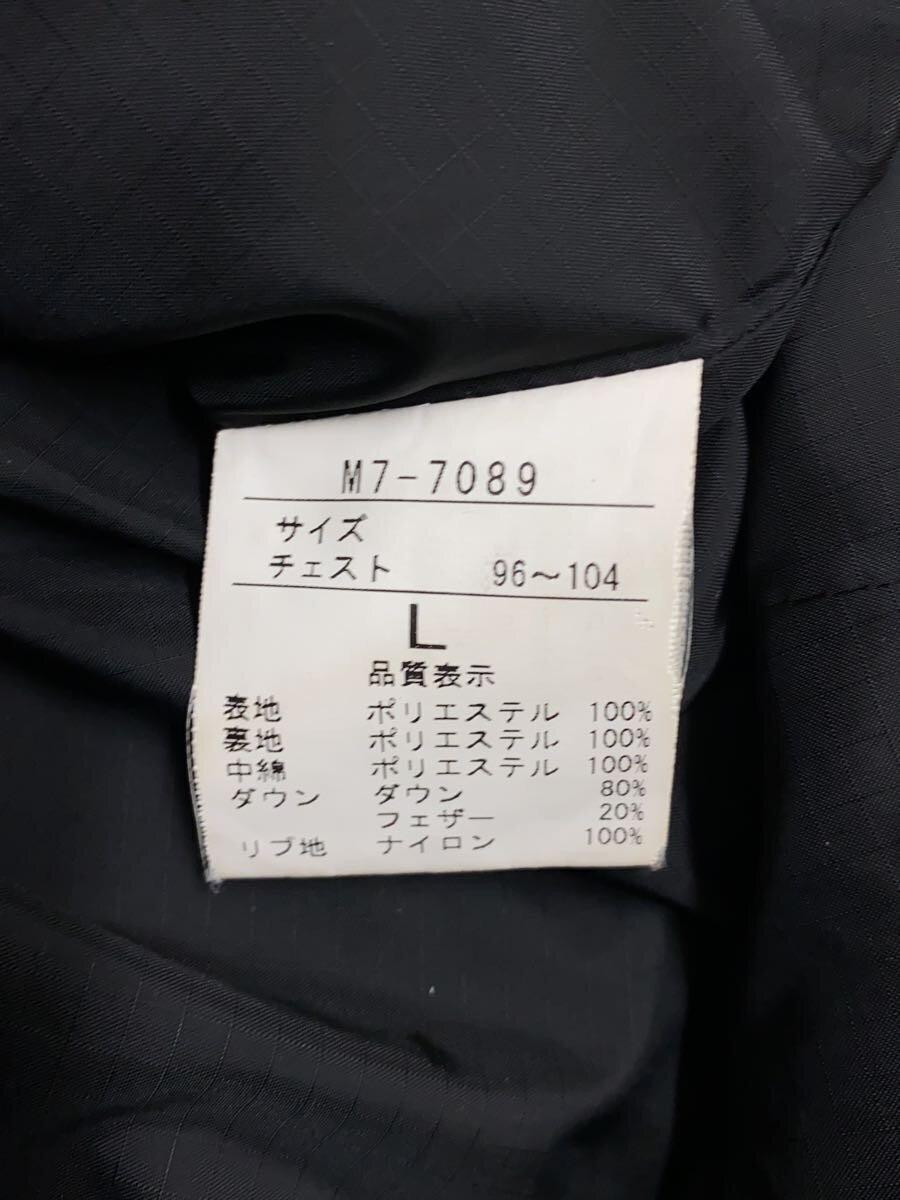 M7-7089
サイズ
チェスト 96～104
L
品質表示
表地 ポリエステル 100%
裏地 ポリエステル 100%
中綿 ポリエステル 100%
ダウン ダウン 80%
フェザー 20%
リブ地 ナイロン 100%